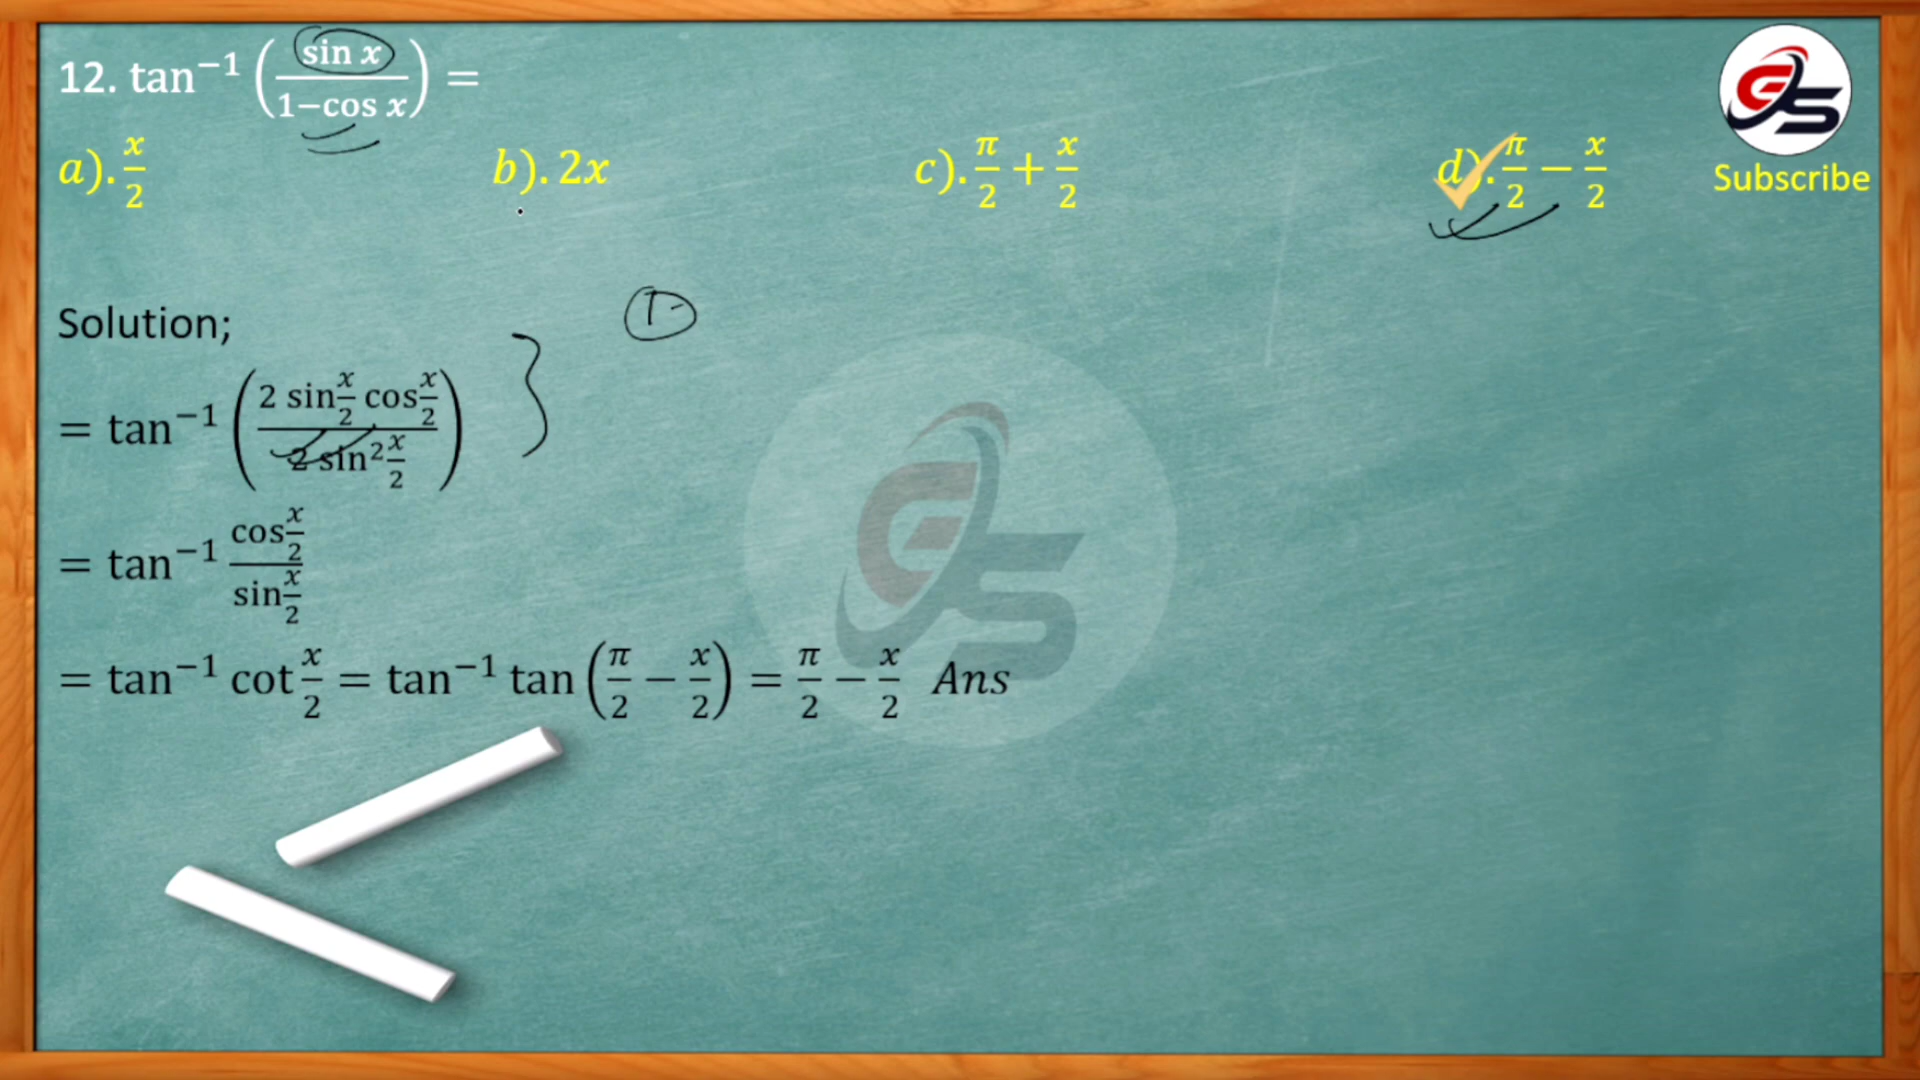 12. tan⁻¹ (sin x / 1−cos x) =
a). x/2 b). 2x c). π/2 + x/2 d). π/2 − x/2
Subscribe
Solution;
= tan⁻¹ (2 sin x/2 cos x/2 / 2 sin² x/2)
= tan⁻¹ cos x/2 / sin x/2
= tan⁻¹ cot x/2 = tan⁻¹ tan (π/2 − x/2) = π/2 − x/2 Ans